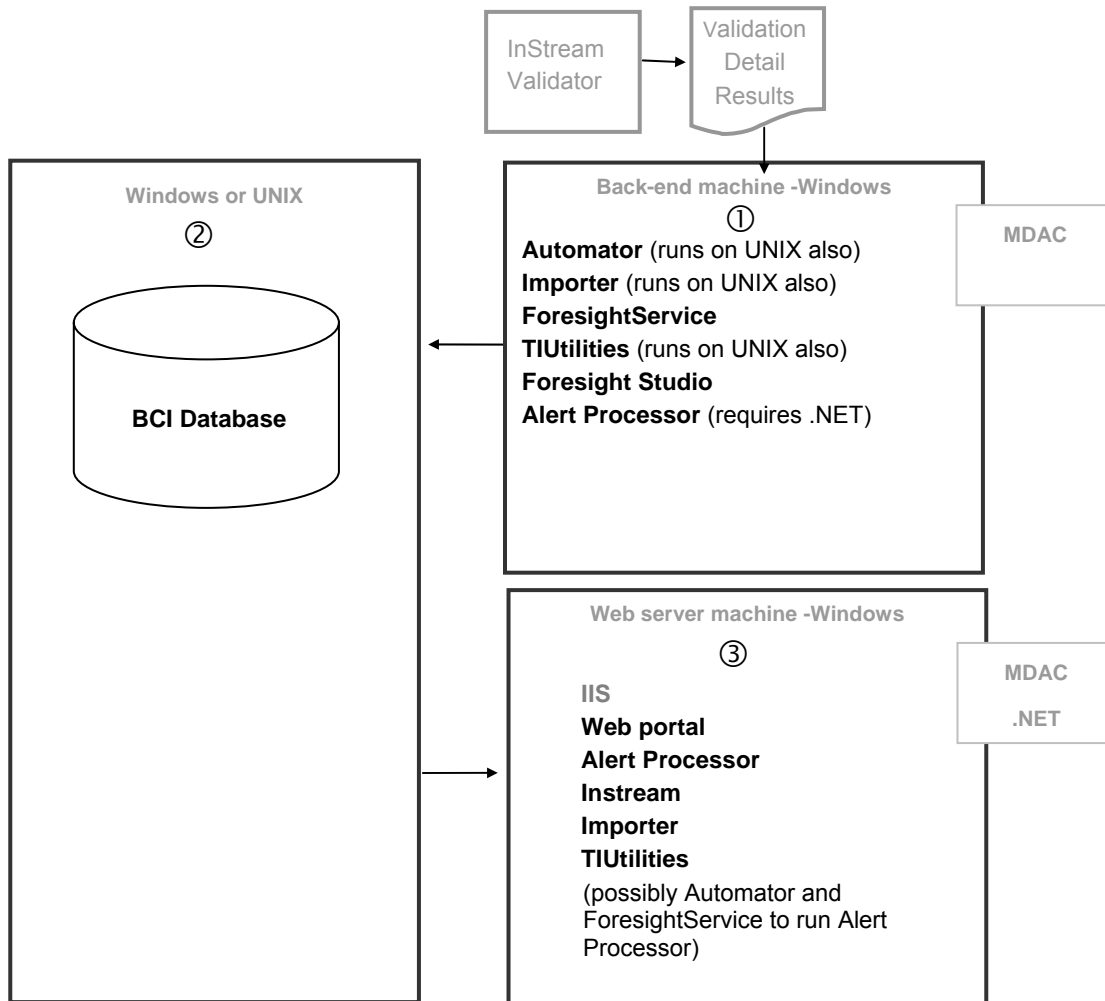 InStream
Validator
Validation
Detail
Results
Windows or UNIX
②
BCI Database
Back-end machine -Windows
①
Automator (runs on UNIX also)
Importer (runs on UNIX also)
ForesightService
TIUtilities (runs on UNIX also)
Foresight Studio
Alert Processor (requires .NET)
MDAC
Web server machine -Windows
③
IIS
Web portal
Alert Processor
Instream
Importer
TIUtilities
(possibly Automator and
ForesightService to run Alert
Processor)
MDAC
.NET